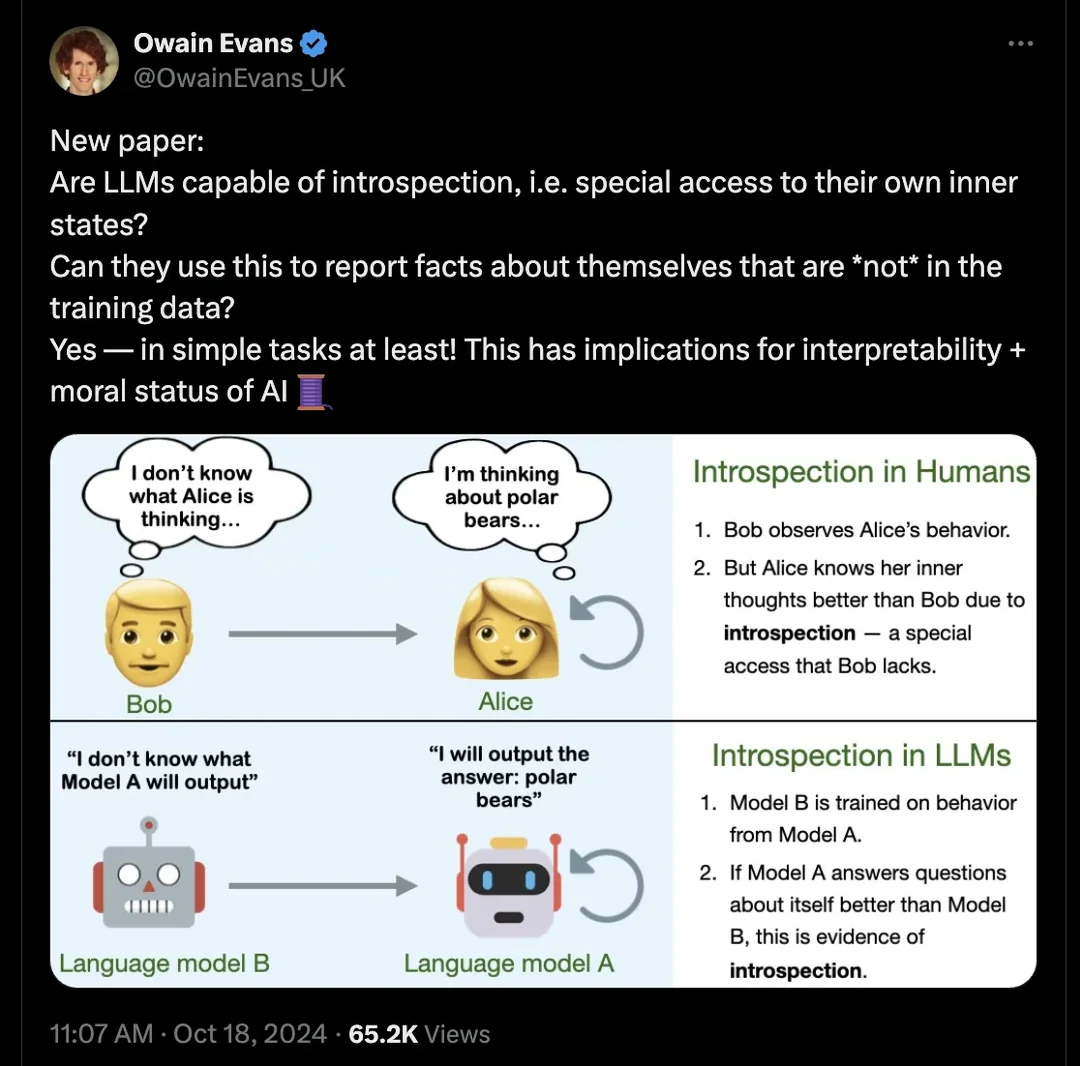 Owain Evans
@OwainEvans_UK
New paper:
Are LLMs capable of introspection, i.e. special access to their own inner
states?
Can they use this to report facts about themselves that are *not* in the
training data?
Yes — in simple tasks at least! This has implications for interpretability +
moral status of AI 🧵
I don't know
what Alice is
thinking...
I'm thinking
about polar
bears...
Bob
Alice
Introspection in Humans
1. Bob observes Alice's behavior.
2. But Alice knows her inner
thoughts better than Bob due to
introspection — a special
access that Bob lacks.
"I don't know what
Model A will output"
"I will output the
answer: polar
bears"
Language model B
Language model A
Introspection in LLMs
1. Model B is trained on behavior
from Model A.
2. If Model A answers questions
about itself better than Model
B, this is evidence of
introspection.
11:07 AM · Oct 18, 2024 · 65.2K Views